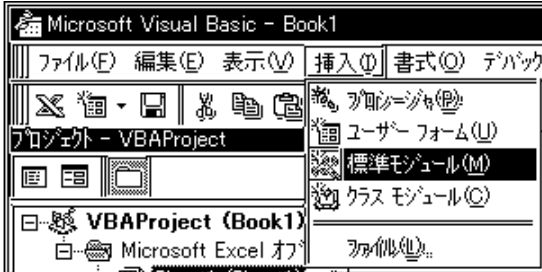 Microsoft Visual Basic - Book1
ファイル(F) 編集(E) 表示(V) 挿入(I) 書式(O) デバッグ
プロジェクト - VBAProject
プロシージャ(P)...
ユーザー フォーム(U)
標準モジュール(M)
クラス モジュール(C)
ファイル(L)...
VBAProject (Book1)
Microsoft Excel オブ